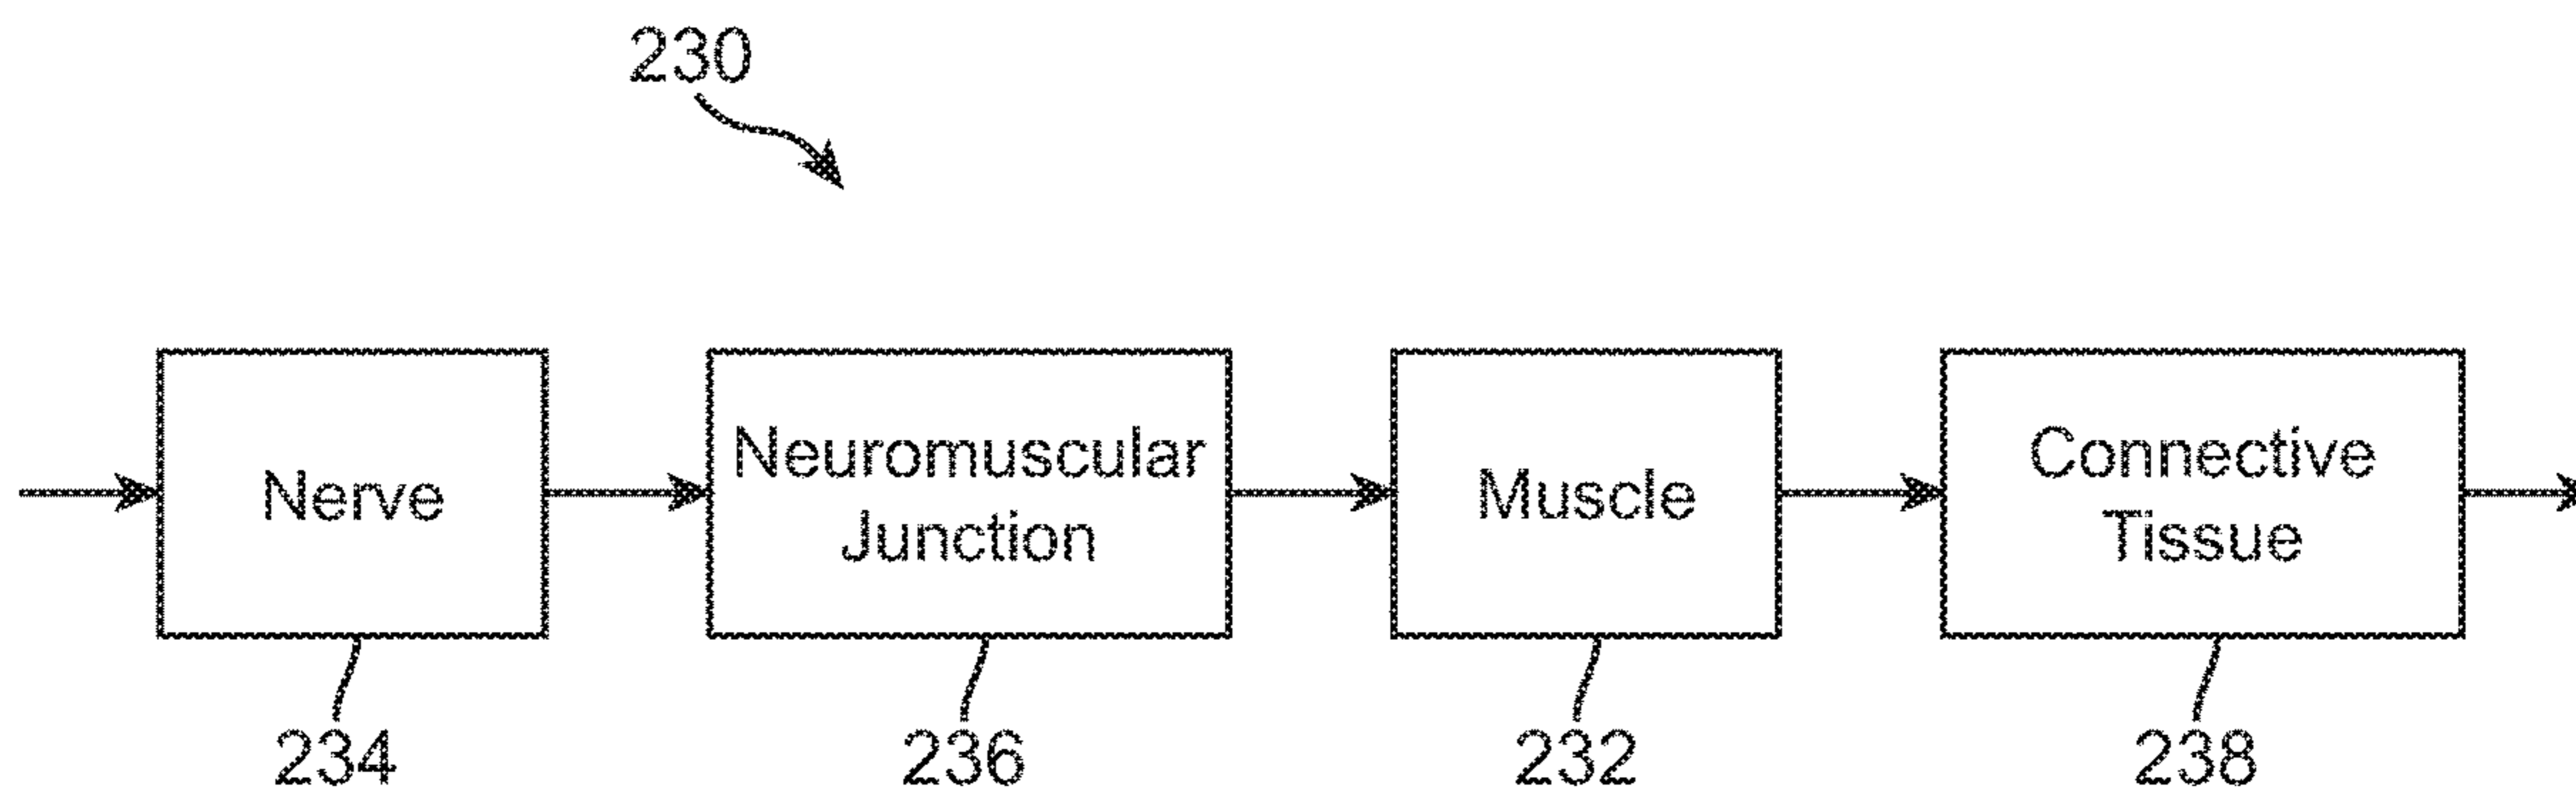 230
Nerve
Neuromuscular
Junction
Muscle
Connective
Tissue
234
236
232
238